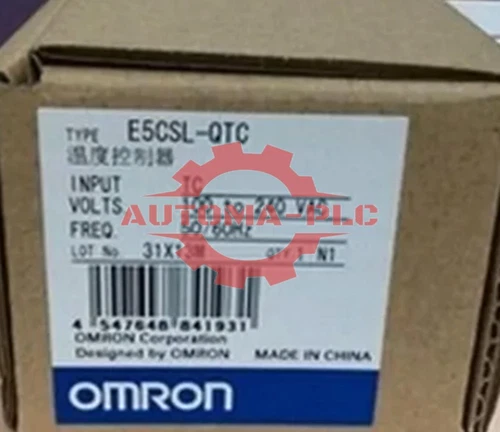 TYPE E5CSL-QTC
温度控制器
INPUT TC
VOLTS 100 to 240 VAC
FREQ. 50/60Hz
LOT No. 31X13M QTY 1 N1
4 547648 841931
OMRON Corporation
Designed by OMRON MADE IN CHINA
OMRON
AUTOMA-PLC